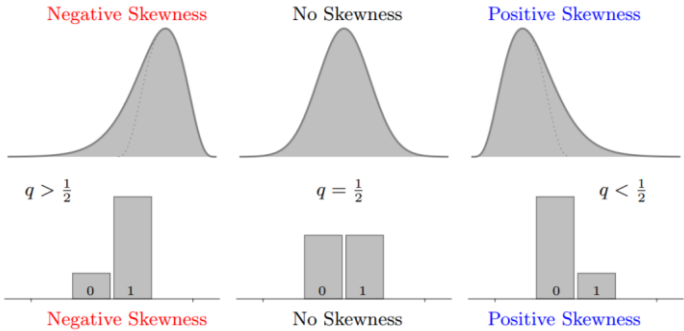 Negative Skewness No Skewness Positive Skewness
q > 1/2 q = 1/2 q < 1/2
0 1 0 1 0 1
Negative Skewness No Skewness Positive Skewness